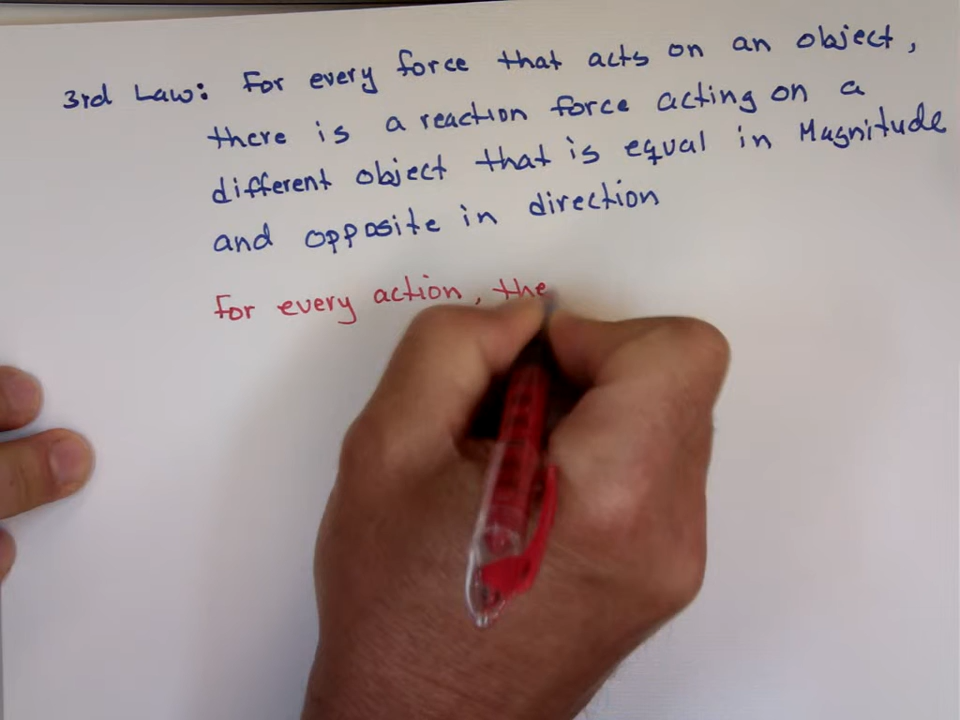 3rd Law: For every force that acts on an object,
there is a reaction force acting on a
different object that is equal in Magnitude
and opposite in direction
For every action, the